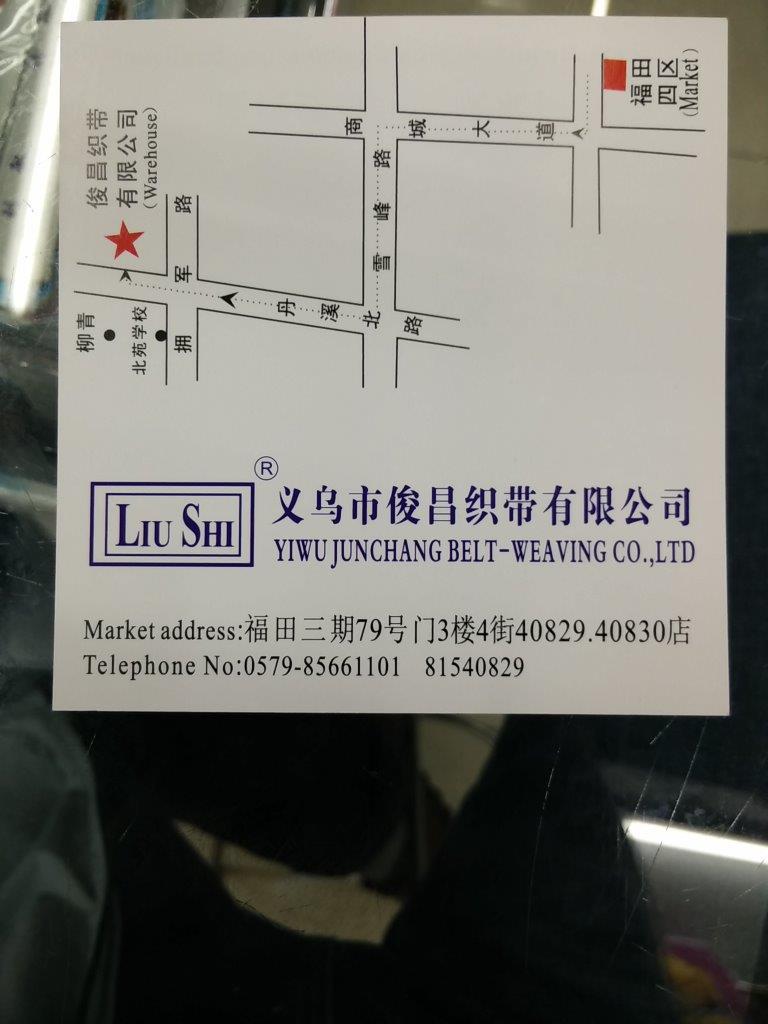 俊昌织带
有限公司
(Warehouse)
福田
四区
(Market)
商城大道
雪峰北路
丹溪路
拥军路
柳青
北苑学校
LIU SHI
®
义乌市俊昌织带有限公司
YIWU JUNCHANG BELT-WEAVING CO.,LTD
Market address:福田三期79号门3楼4街40829.40830店
Telephone No:0579-85661101 81540829